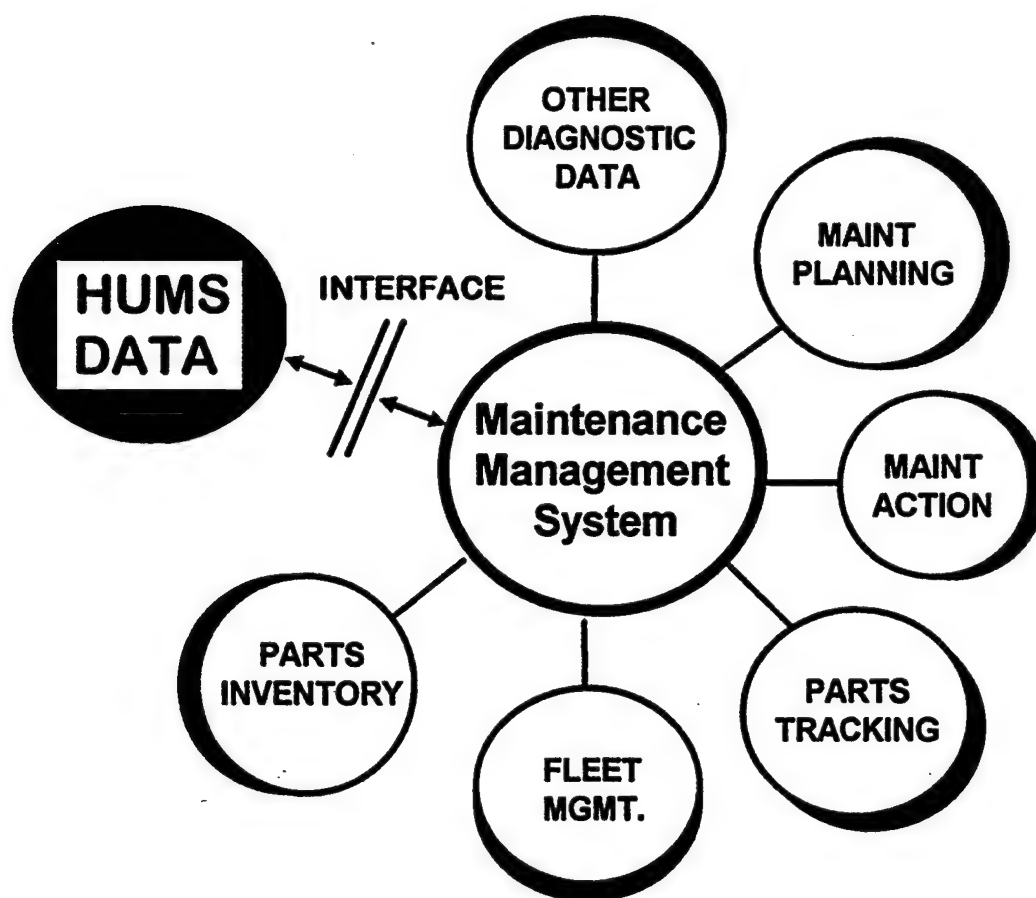 OTHER
DIAGNOSTIC
DATA
MAINT
PLANNING
HUMS
DATA
INTERFACE
Maintenance
Management
System
MAINT
ACTION
PARTS
INVENTORY
PARTS
TRACKING
FLEET
MGMT.